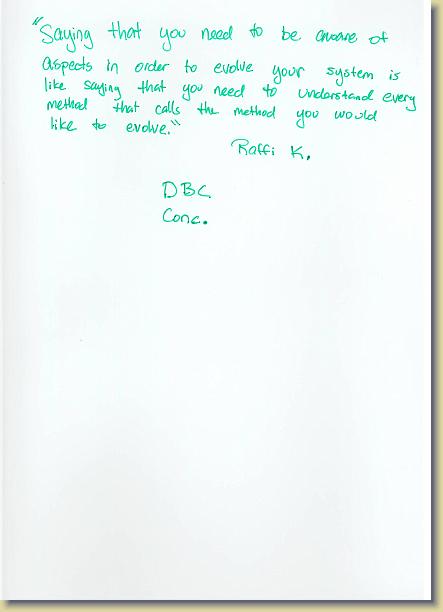 "Saying that you need to be aware of
aspects in order to evolve your system is
like saying that you need to understand every
method that calls the method you would
like to evolve."
Raffi K.
DBC
Conc.